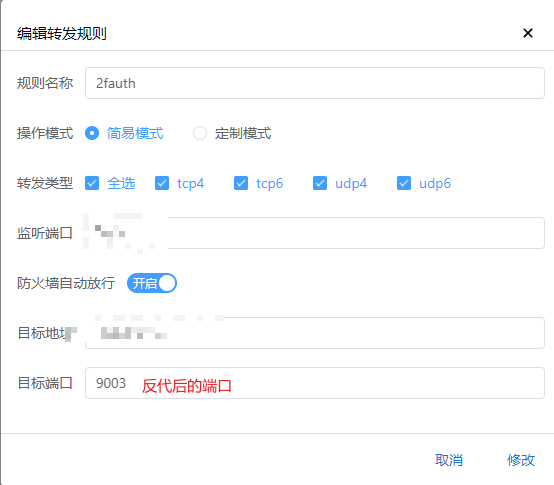 编辑转发规则
规则名称 2fauth
操作模式 简易模式 定制模式
转发类型 全选 tcp4 tcp6 udp4 udp6
监听端口
防火墙自动放行 开启
目标地址
目标端口 9003 反代后的端口
取消 修改